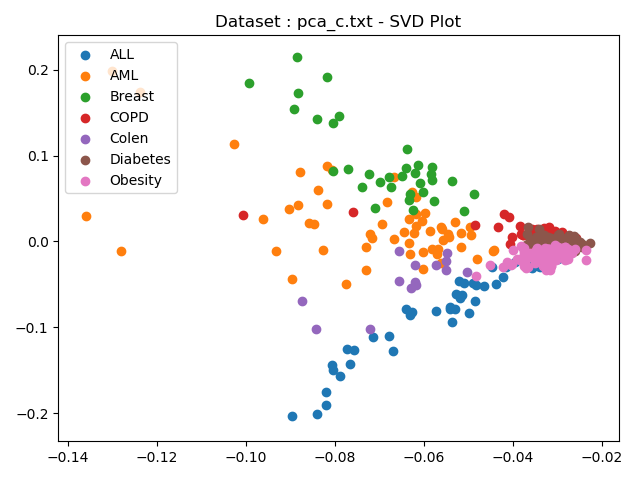 Dataset : pca_c.txt - SVD Plot
ALL
AML
Breast
COPD
Colen
Diabetes
Obesity
0.2
0.1
0.0
−0.1
−0.2
−0.14 −0.12 −0.10 −0.08 −0.06 −0.04 −0.02